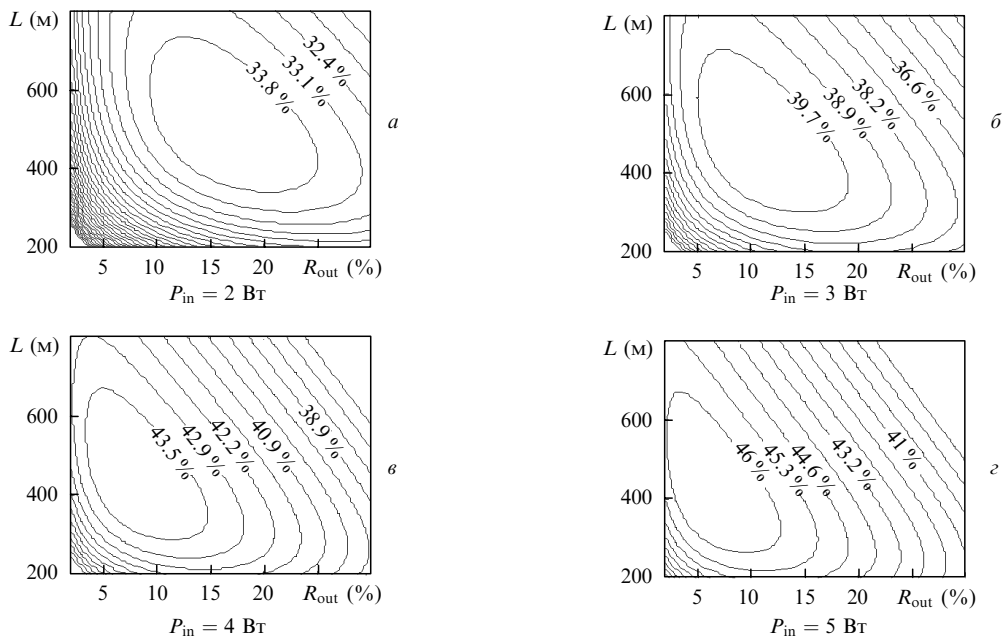 L (м)
600
400
200
5 10 15 20 R_out (%)
P_in = 2 Вт
33.8 %
33.1 %
32.4 %
а
L (м)
600
400
200
5 10 15 20 R_out (%)
P_in = 3 Вт
39.7 %
38.9 %
38.2 %
36.6 %
б
L (м)
600
400
200
5 10 15 20 R_out (%)
P_in = 4 Вт
43.5 %
42.9 %
42.2 %
40.9 %
38.9 %
в
L (м)
600
400
200
5 10 15 20 R_out (%)
P_in = 5 Вт
46 %
45.3 %
44.6 %
43.2 %
41 %
г